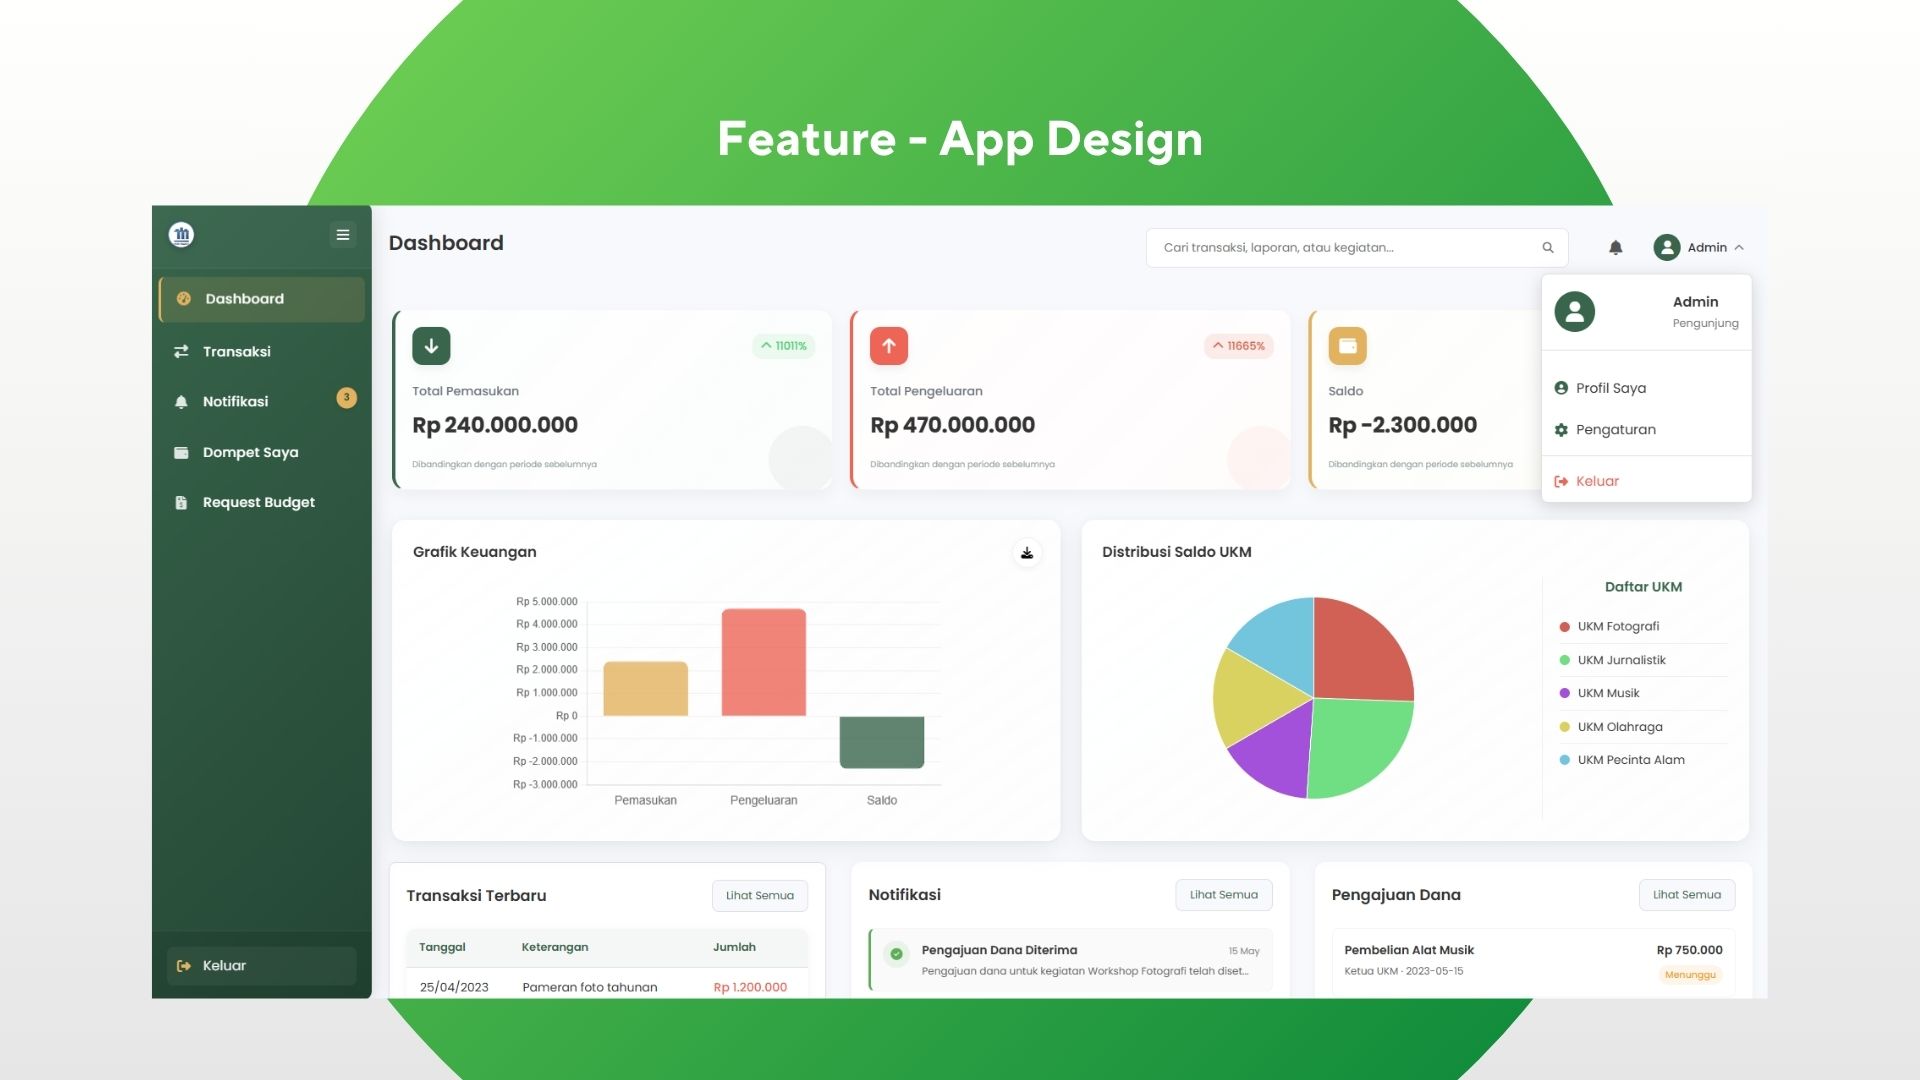 Feature - App Design
Dashboard
Transaksi
Notifikasi
3
Dompet Saya
Request Budget
Keluar
Dashboard
Cari transaksi, laporan, atau kegiatan...
Admin
Admin
Pengunjung
Profil Saya
Pengaturan
Keluar
11011%
Total Pemasukan
Rp 240.000.000
Dibandingkan dengan periode sebelumnya
11665%
Total Pengeluaran
Rp 470.000.000
Dibandingkan dengan periode sebelumnya
Saldo
Rp -2.300.000
Dibandingkan dengan periode sebelumnya
Grafik Keuangan
Rp 5.000.000
Rp 4.000.000
Rp 3.000.000
Rp 2.000.000
Rp 1.000.000
Rp 0
Rp -1.000.000
Rp -2.000.000
Rp -3.000.000
Pemasukan Pengeluaran Saldo
Distribusi Saldo UKM
Daftar UKM
UKM Fotografi
UKM Jurnalistik
UKM Musik
UKM Olahraga
UKM Pecinta Alam
Transaksi Terbaru
Lihat Semua
Tanggal Keterangan Jumlah
25/04/2023 Pameran foto tahunan Rp 1.200.000
Notifikasi
Lihat Semua
Pengajuan Dana Diterima
15 May
Pengajuan dana untuk kegiatan Workshop Fotografi telah diset...
Pengajuan Dana
Lihat Semua
Pembelian Alat Musik
Rp 750.000
Ketua UKM · 2023-05-15
Menunggu